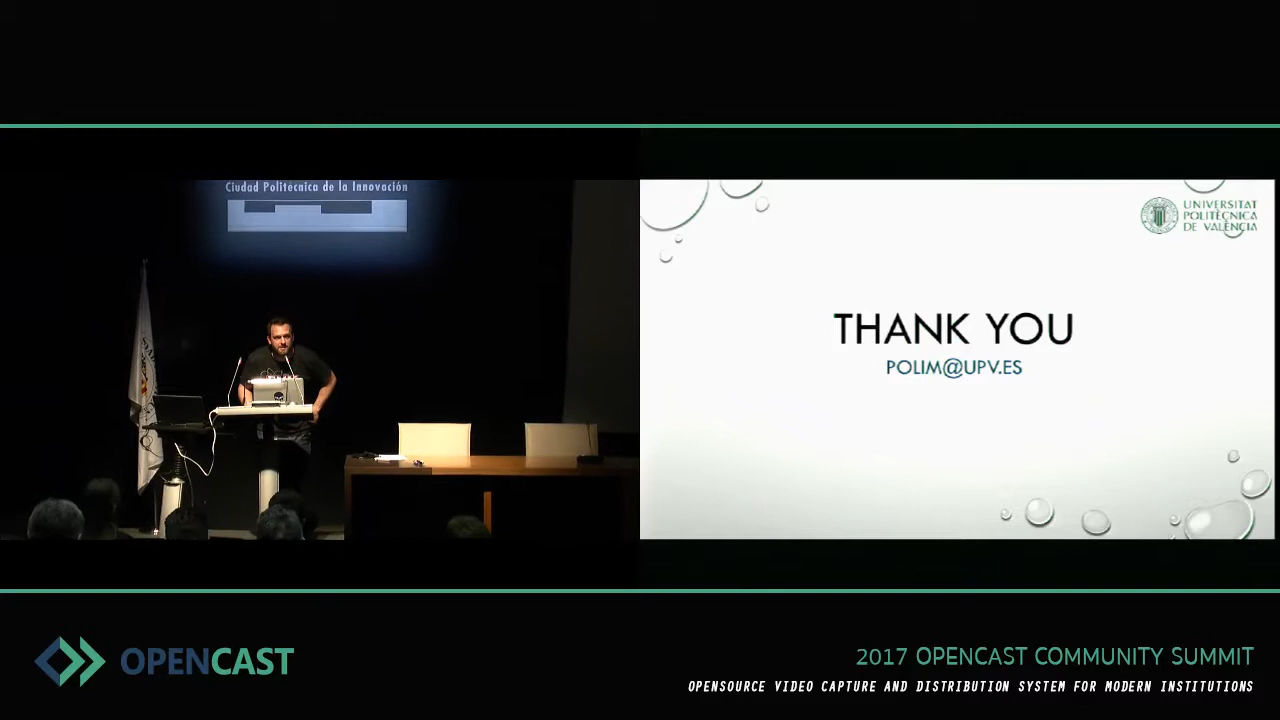 Ciudad Politécnica de la Innovación
UNIVERSITAT
POLITÈCNICA
DE VALÈNCIA
THANK YOU
POLIM@UPV.ES
OPENCAST
2017 OPENCAST COMMUNITY SUMMIT
OPENSOURCE VIDEO CAPTURE AND DISTRIBUTION SYSTEM FOR MODERN INSTITUTIONS